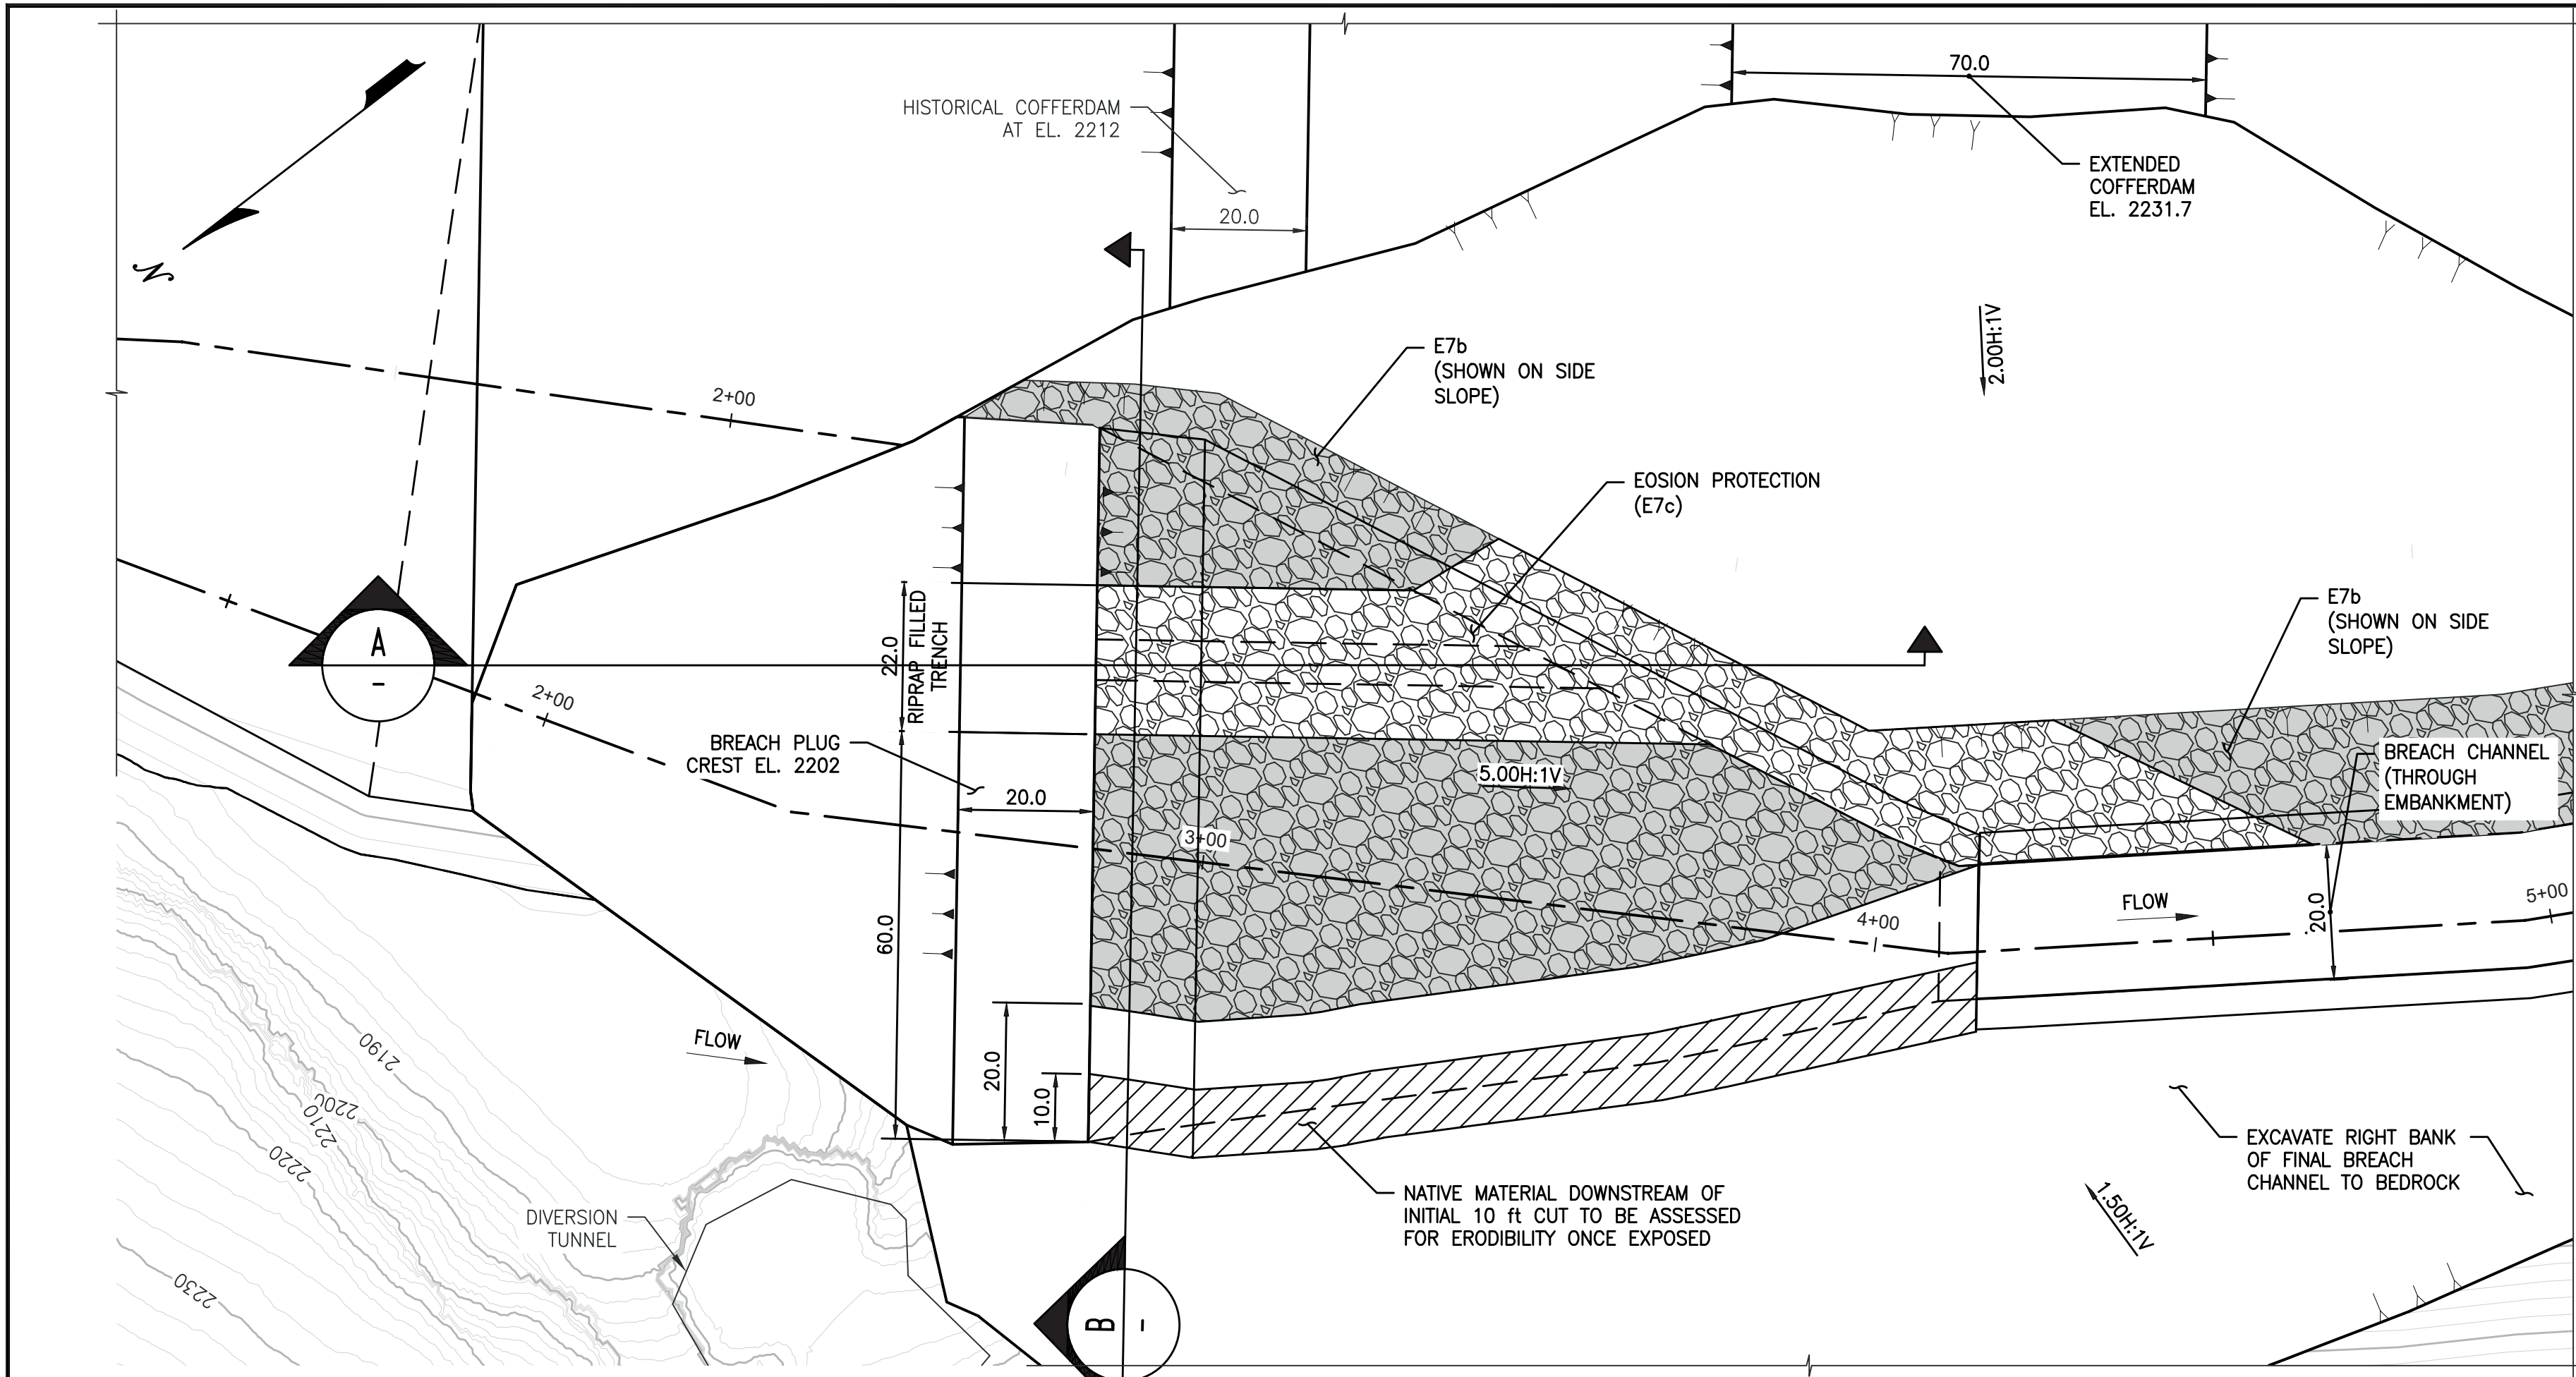 70.0
HISTORICAL COFFERDAM
AT EL. 2212
EXTENDED
COFFERDAM
EL. 2231.7
20.0
N
2.00H:1V
E7b
(SHOWN ON SIDE
SLOPE)
2+00
EOSION PROTECTION
(E7c)
E7b
(SHOWN ON SIDE
SLOPE)
A
-
22.0
RIPRAP FILLED
TRENCH
2+00
BREACH PLUG
CREST EL. 2202
5.00H:1V
BREACH CHANNEL
(THROUGH
EMBANKMENT)
20.0
3+00
4+00
FLOW
20.0
5+00
60.0
FLOW
20.0
10.0
2190
2200
2210
2220
2230
EXCAVATE RIGHT BANK
OF FINAL BREACH
CHANNEL TO BEDROCK
NATIVE MATERIAL DOWNSTREAM OF
INITIAL 10 ft CUT TO BE ASSESSED
FOR ERODIBILITY ONCE EXPOSED
1.50H:1V
DIVERSION
TUNNEL
B
-